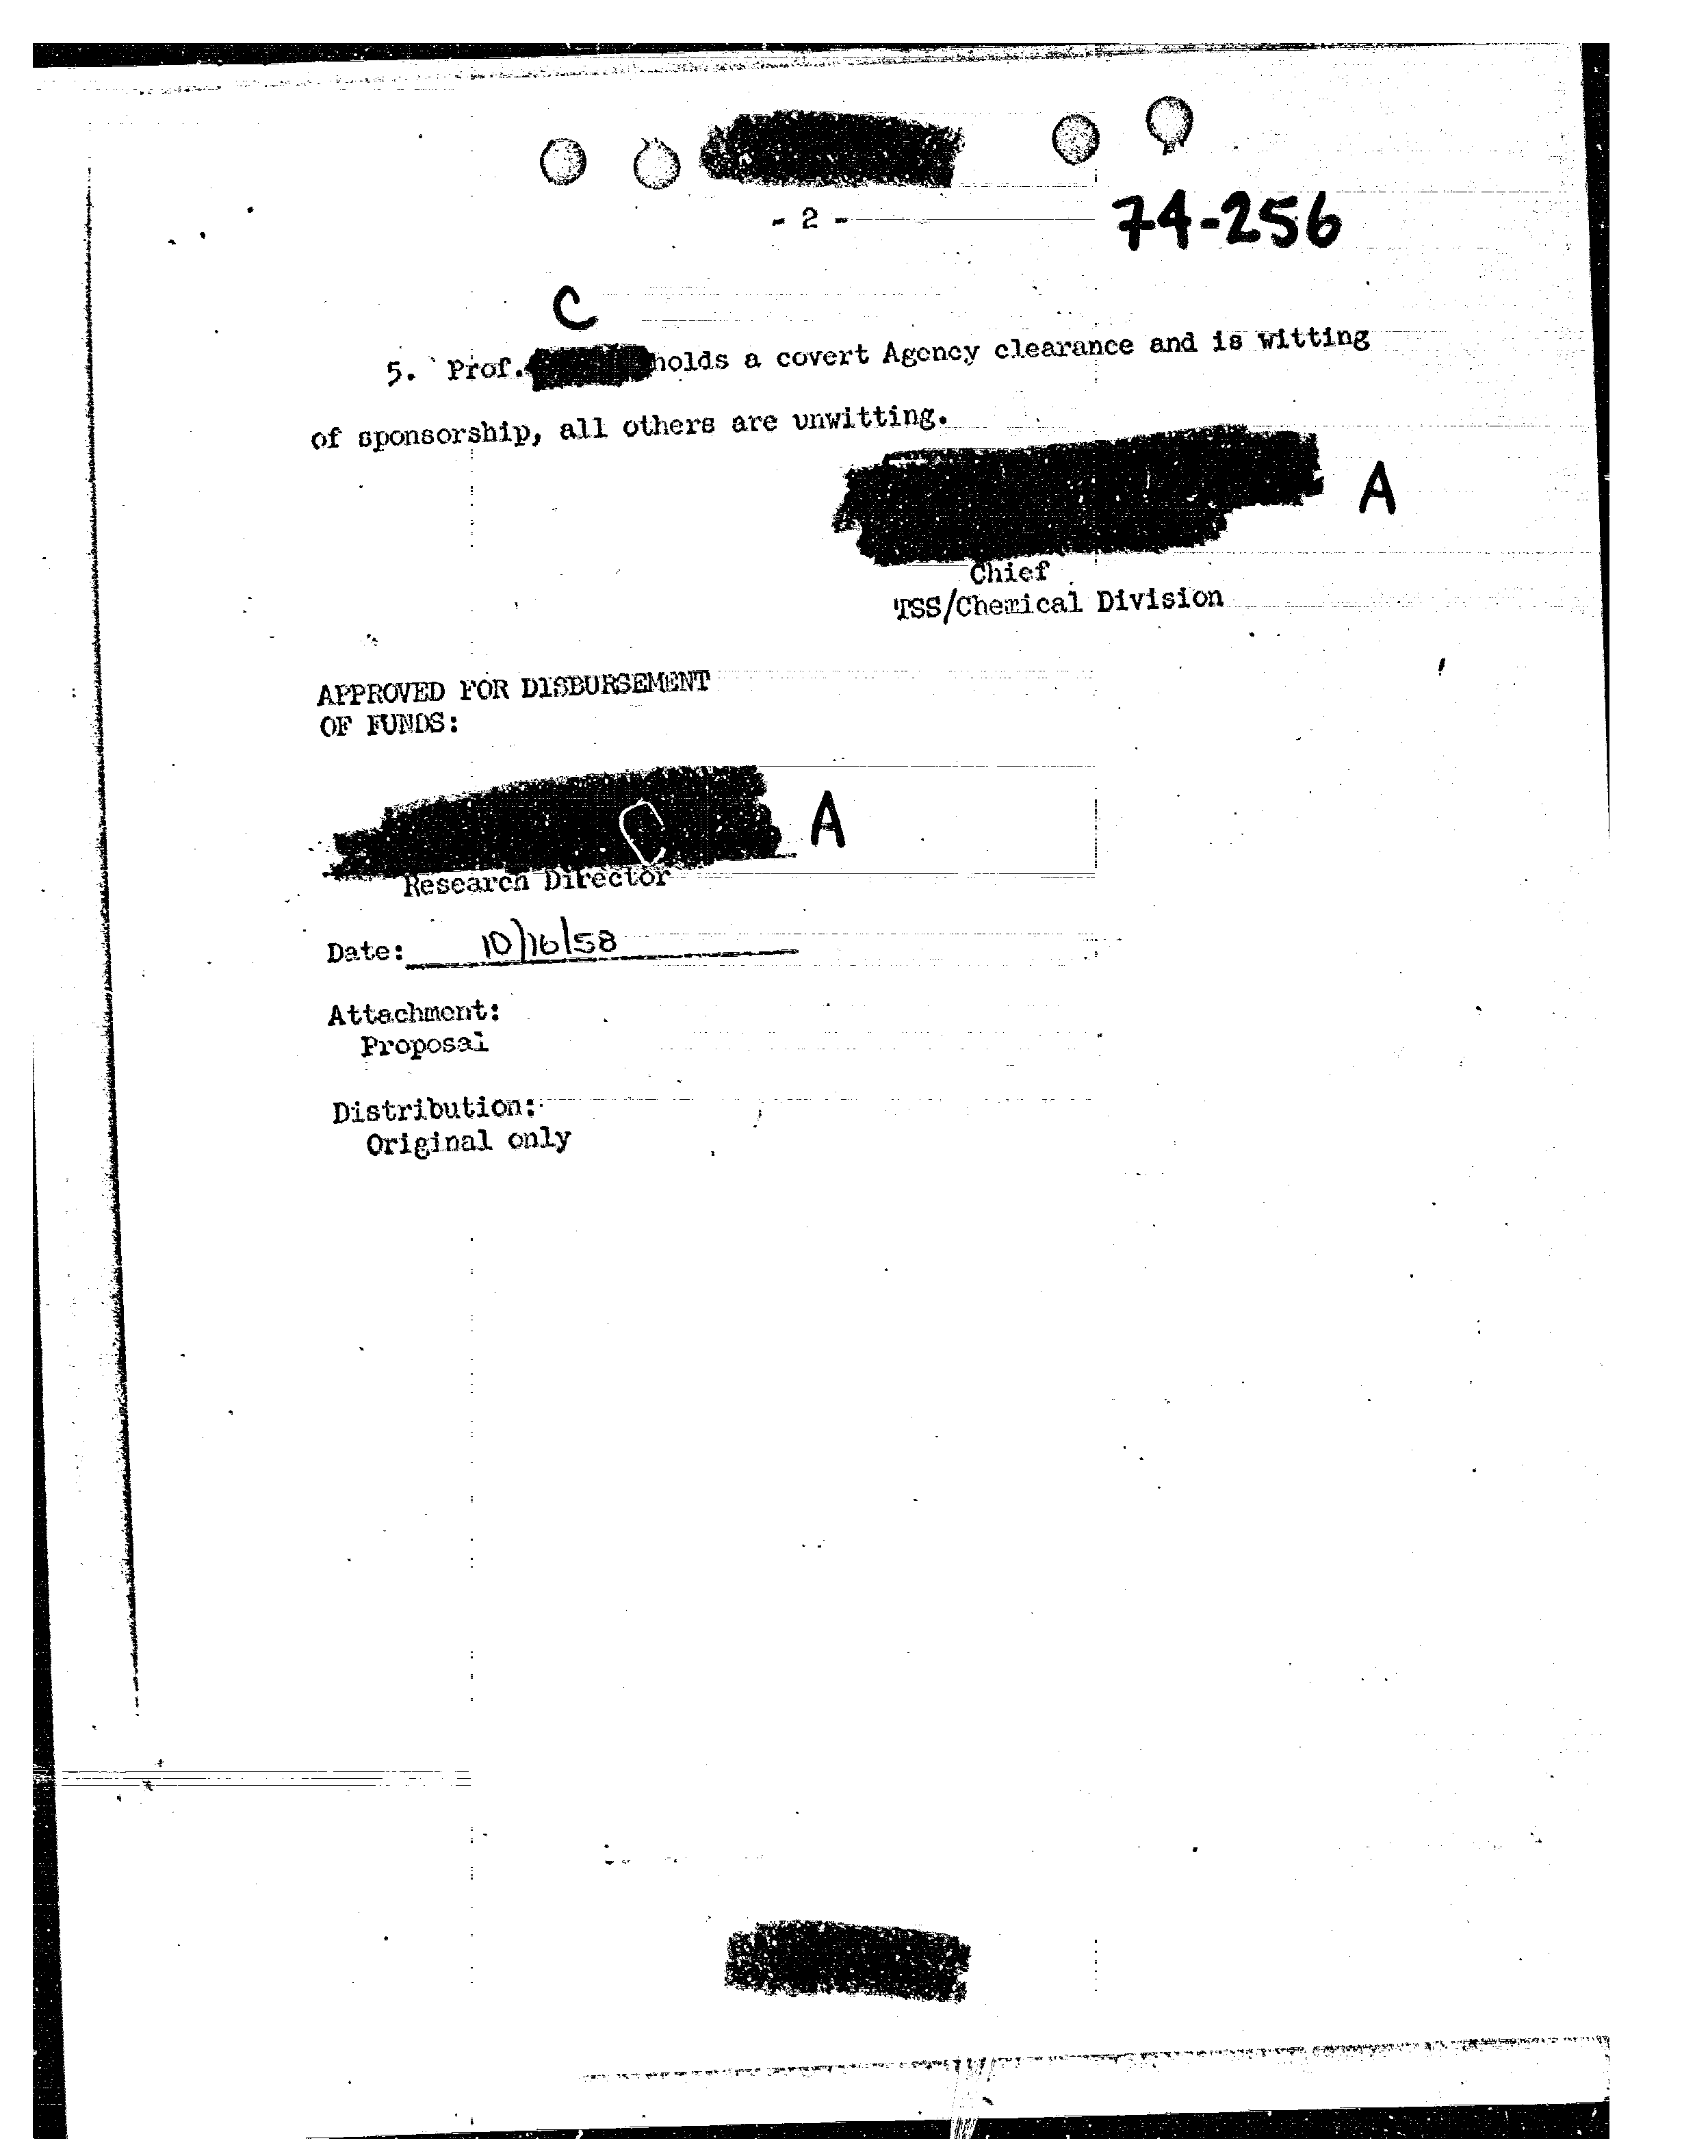 - 2 -
74-256
C
5. Prof. holds a covert Agency clearance and is witting
of sponsorship, all others are unwitting.
A
Chief
TSS/Chemical Division
APPROVED FOR DISBURSEMENT
OF FUNDS:
A
Research Director
Date: 10/16/58
Attachment:
Proposal
Distribution:
Original only